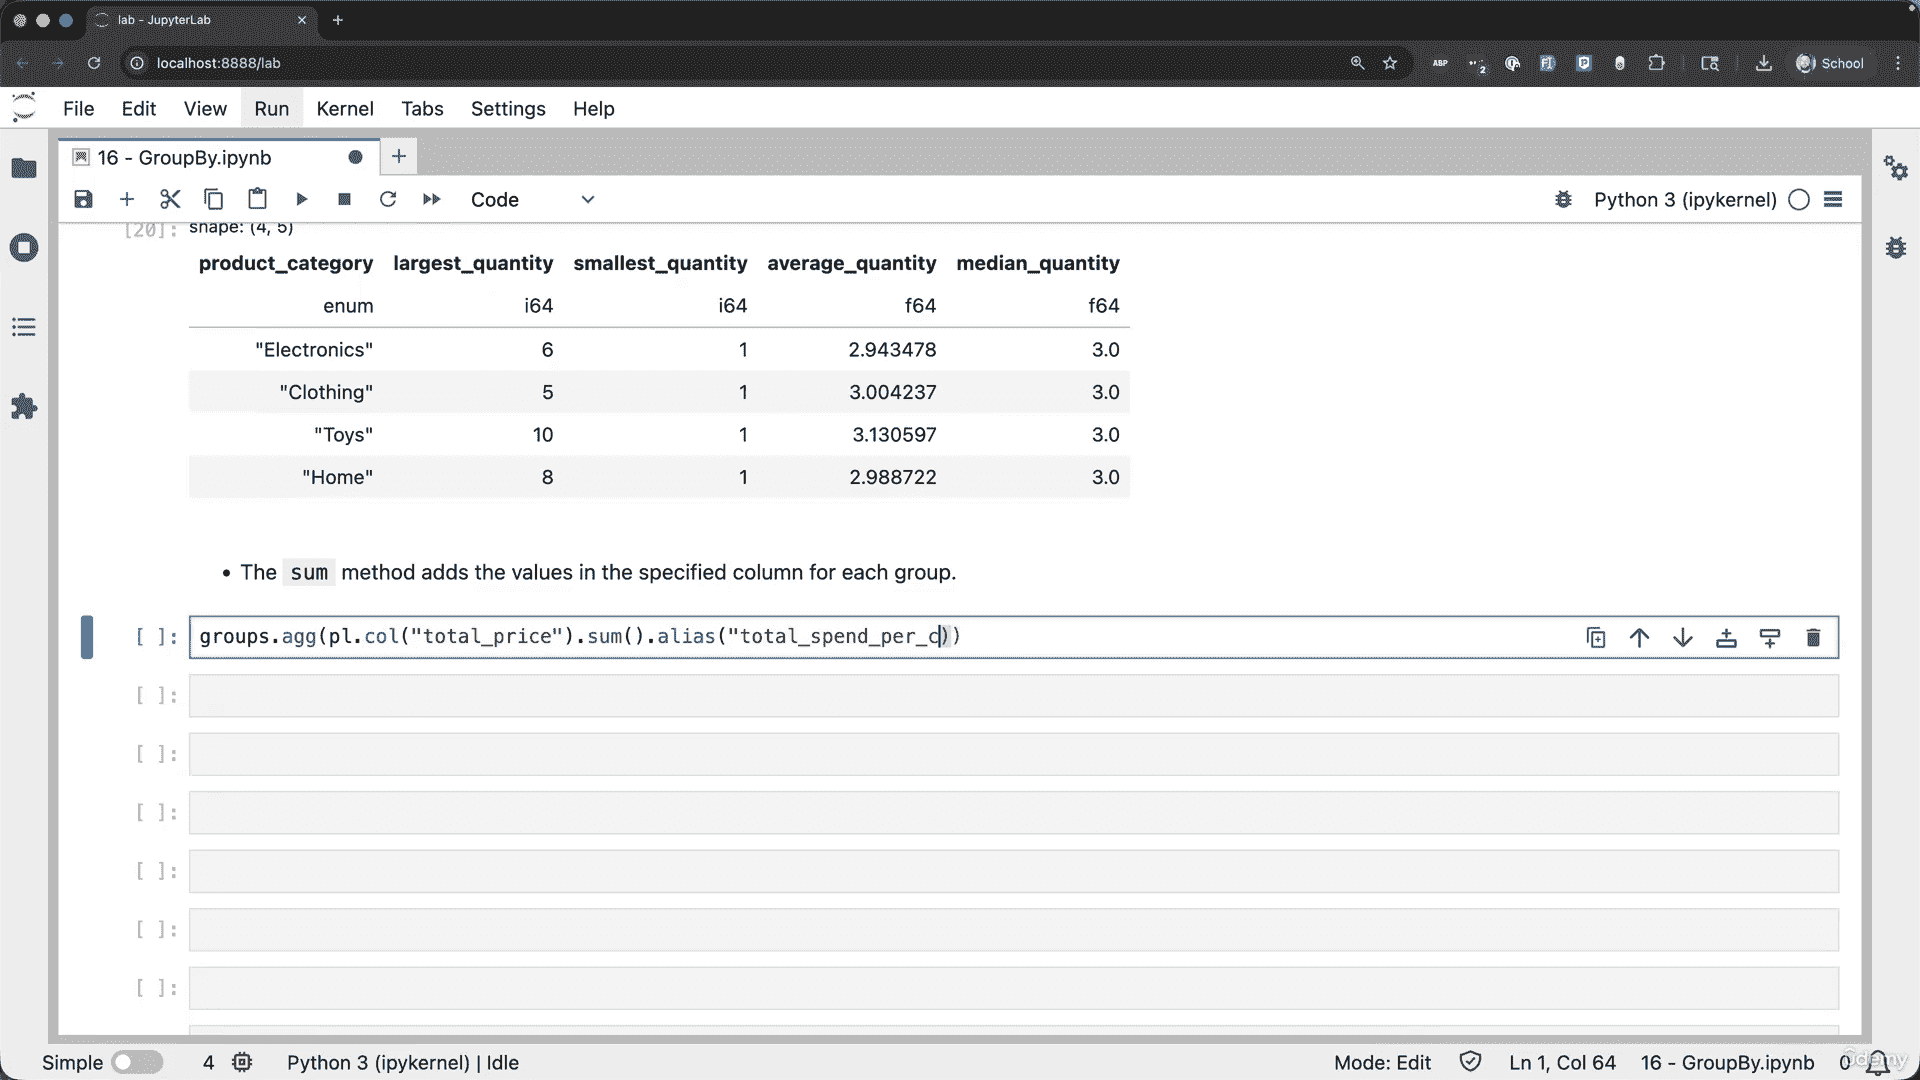 lab - JupyterLab
localhost:8888/lab
ABP
2
School
File Edit View Run Kernel Tabs Settings Help
16 - GroupBy.ipynb
Code
Python 3 (ipykernel)
[20]: shape: (4, 5)
product_category largest_quantity smallest_quantity average_quantity median_quantity
enum i64 i64 f64 f64
"Electronics" 6 1 2.943478 3.0
"Clothing" 5 1 3.004237 3.0
"Toys" 10 1 3.130597 3.0
"Home" 8 1 2.988722 3.0
• The sum method adds the values in the specified column for each group.
[ ]: groups.agg(pl.col("total_price").sum().alias("total_spend_per_c))
[ ]:
[ ]:
[ ]:
[ ]:
[ ]:
[ ]:
Simple 4 Python 3 (ipykernel) | Idle Mode: Edit Ln 1, Col 64 16 - GroupBy.ipynb 0
Udemy